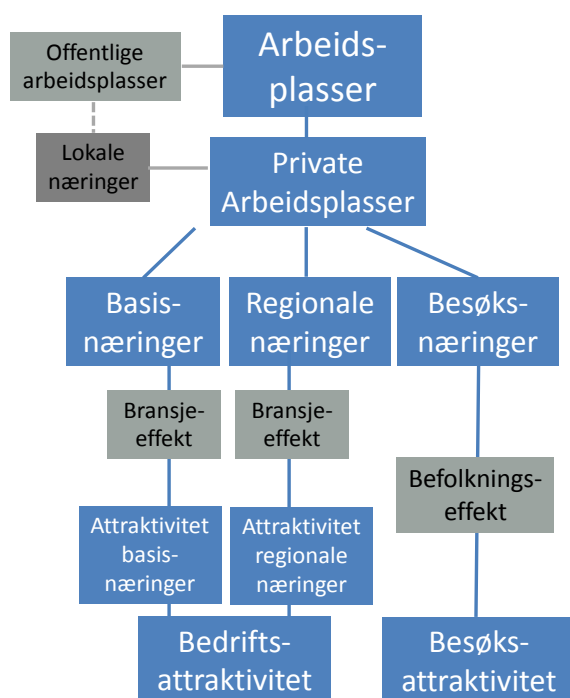 Offentlige
arbeidsplasser
Arbeids-
plasser
Lokale
næringer
Private
Arbeidsplasser
Basis-
næringer
Regionale
næringer
Besøks-
næringer
Bransje-
effekt
Bransje-
effekt
Befolknings-
effekt
Attraktivitet
basis-
næringer
Attraktivitet
regionale
næringer
Bedrifts-
attraktivitet
Besøks-
attraktivitet